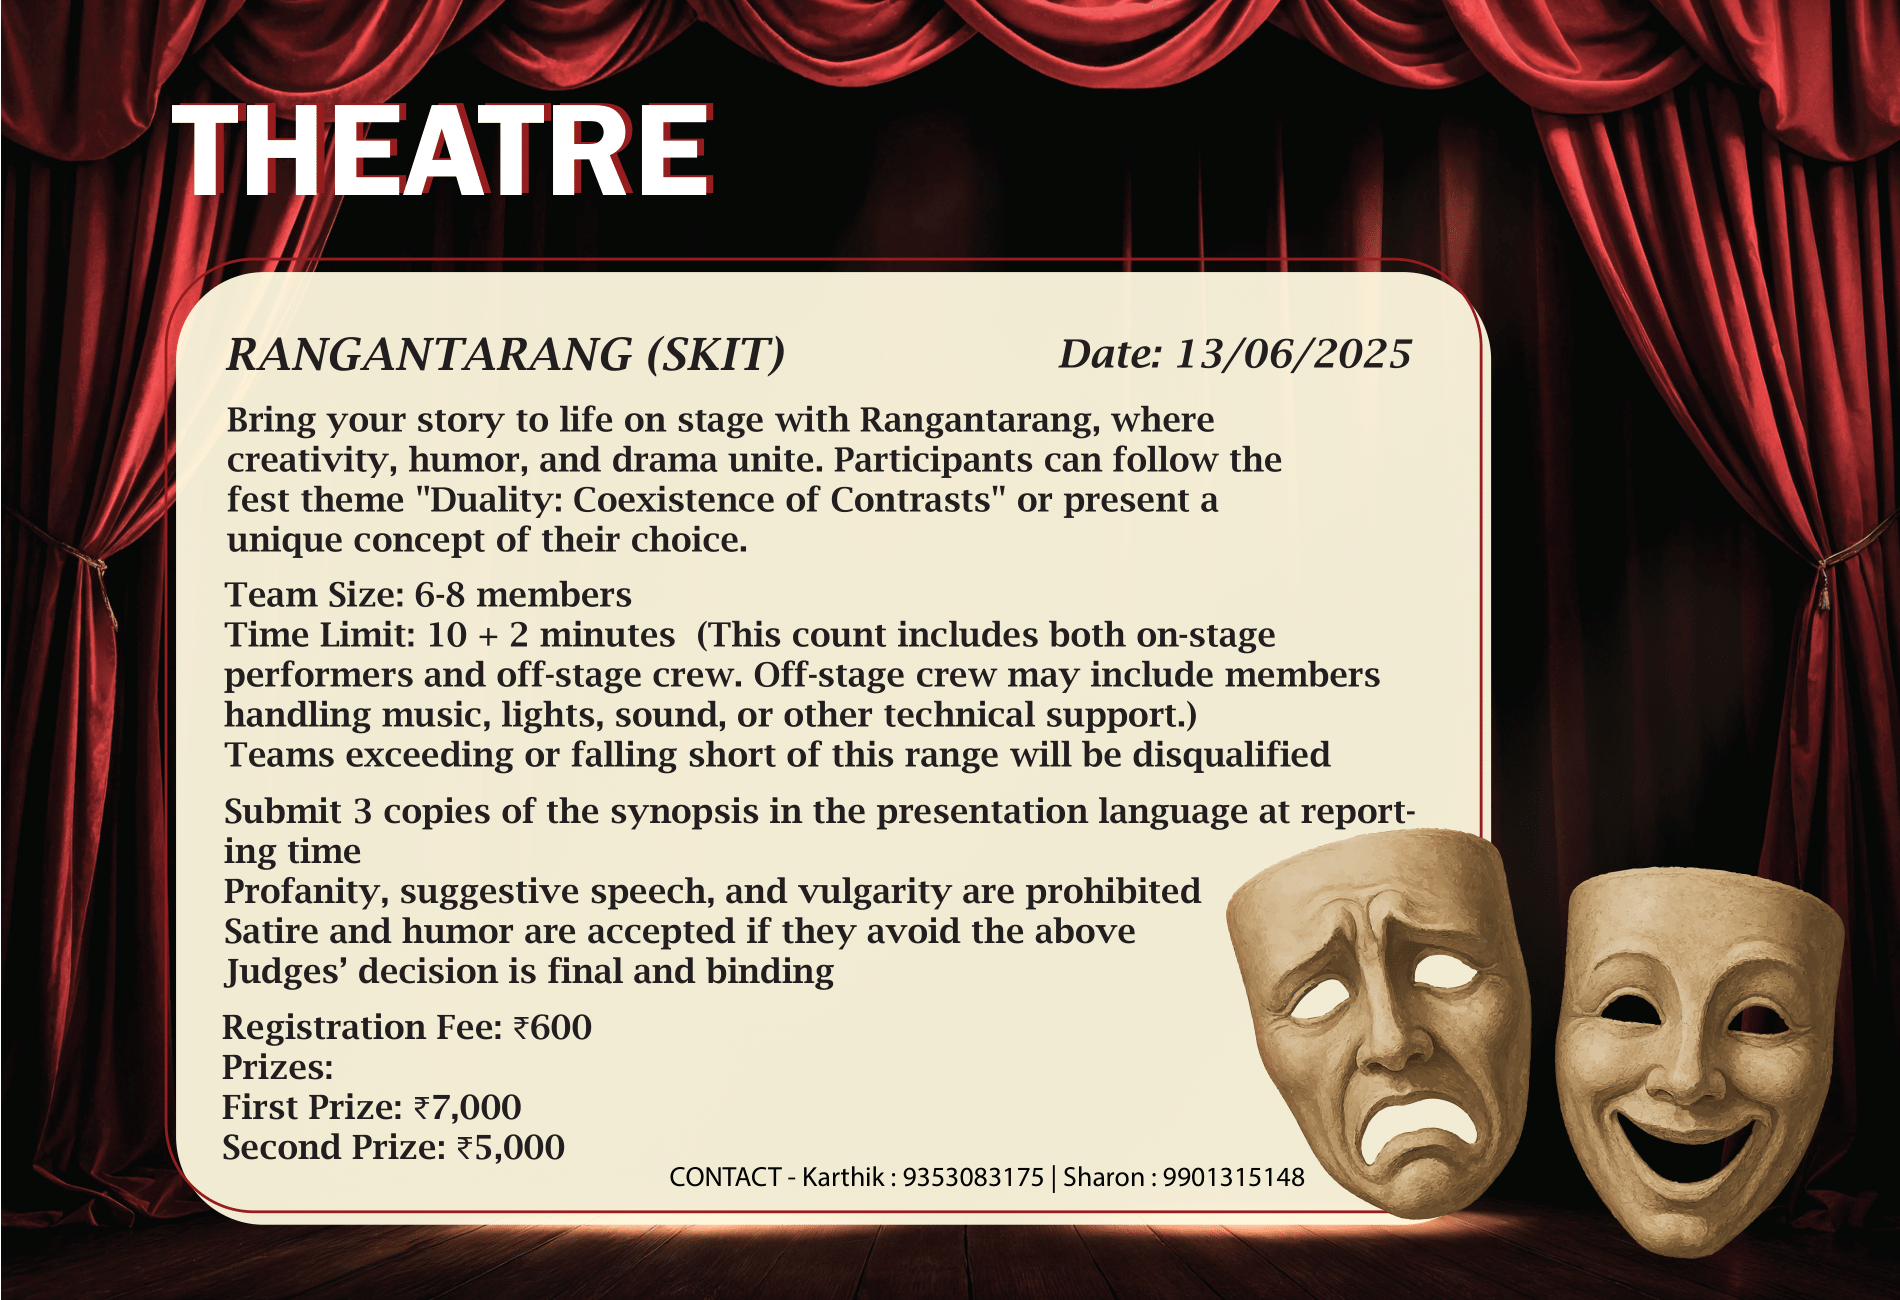 THEATRE
RANGANTARANG (SKIT)
Date: 13/06/2025
Bring your story to life on stage with Rangantarang, where
creativity, humor, and drama unite. Participants can follow the
fest theme "Duality: Coexistence of Contrasts" or present a
unique concept of their choice.
Team Size: 6-8 members
Time Limit: 10 + 2 minutes  (This count includes both on-stage
performers and off-stage crew. Off-stage crew may include members
handling music, lights, sound, or other technical support.)
Teams exceeding or falling short of this range will be disqualified
Submit 3 copies of the synopsis in the presentation language at report-
ing time
Profanity, suggestive speech, and vulgarity are prohibited
Satire and humor are accepted if they avoid the above
Judges’ decision is final and binding
Registration Fee: ₹600
Prizes:
First Prize: ₹7,000
Second Prize: ₹5,000
CONTACT - Karthik : 9353083175 | Sharon : 9901315148